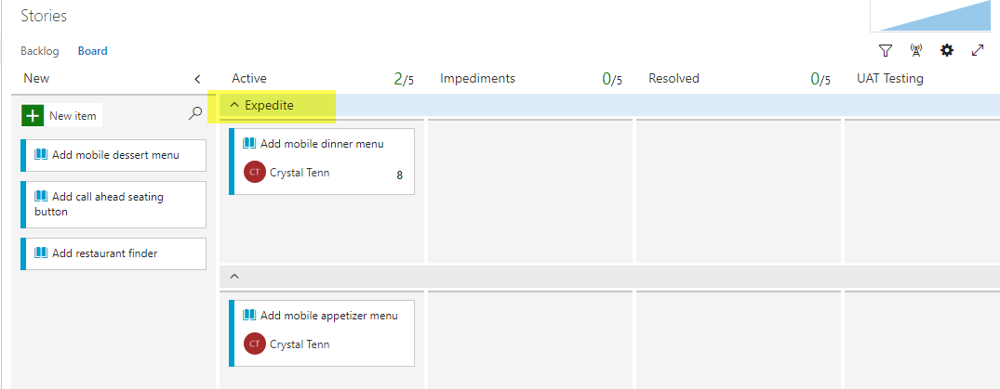 Stories
Backlog Board
New Active 2/5 Impediments 0/5 Resolved 0/5 UAT Testing
Expedite
New item
Add mobile dessert menu
Add call ahead seating
button
Add restaurant finder
Add mobile dinner menu
CT Crystal Tenn 8
Add mobile appetizer menu
CT Crystal Tenn